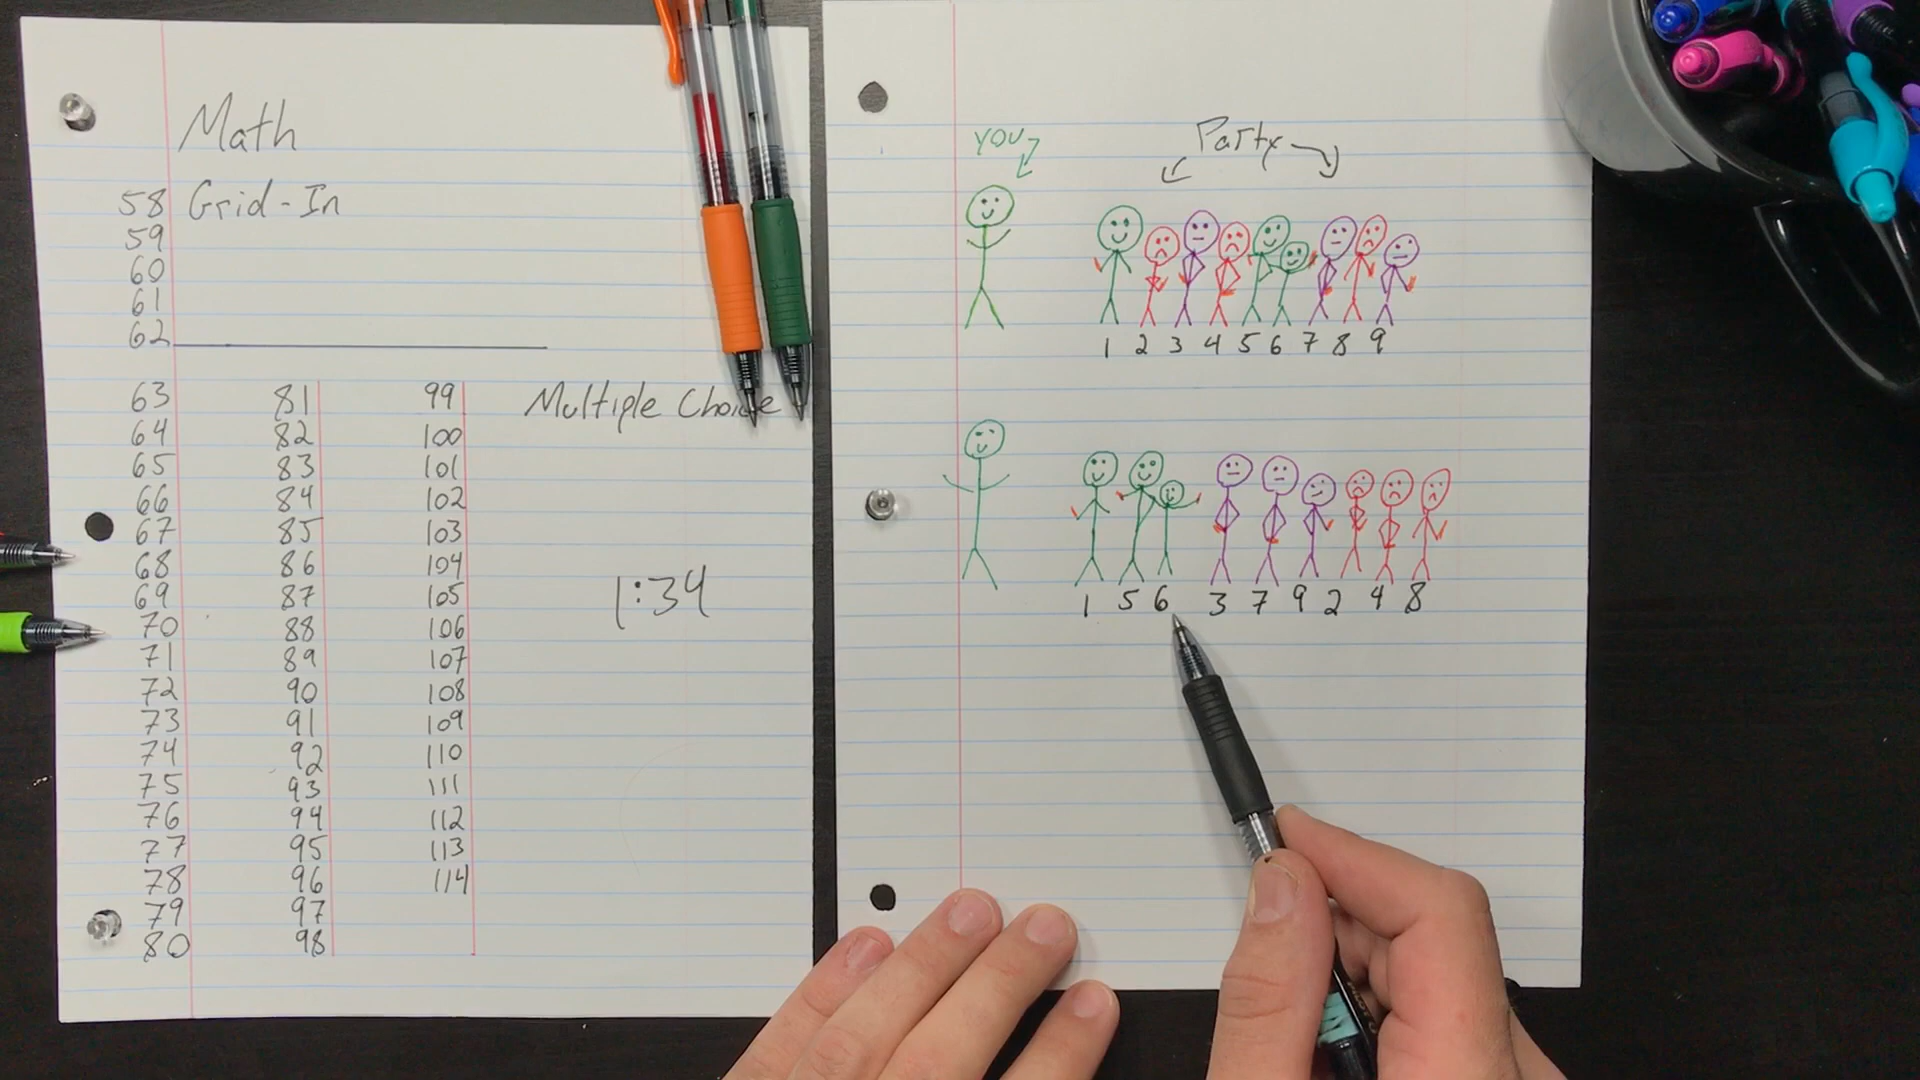 Math
58 Grid-In
59
60
61
62
63 81 99 Multiple Choice
64 82 100
65 83 101
66 84 102
67 85 103
68 86 104
69 87 105
70 88 106
71 89 107
72 90 108
73 91 109
74 92 110
75 93 111
76 94 112
77 95 113
78 96 114
79 97
80 98
1:34
YOU Party
1 2 3 4 5 6 7 8 9
1 5 6 3 7 9 2 4 8